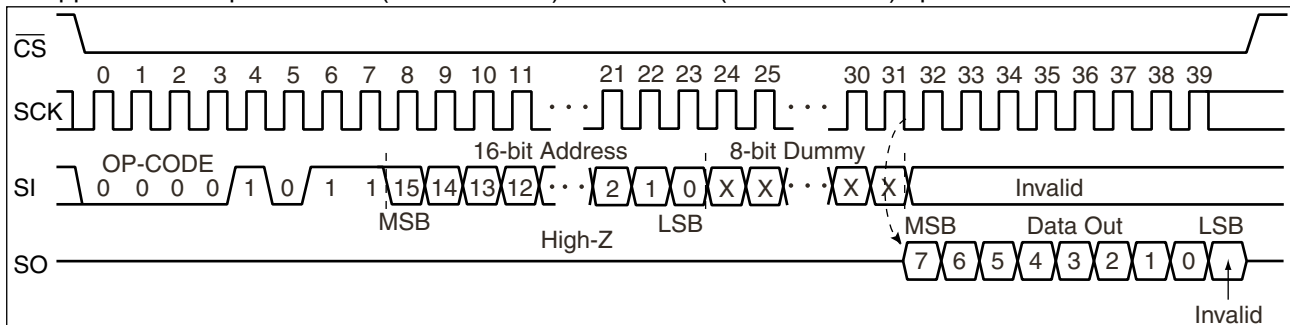 CS
0 1 2 3 4 5 6 7 8 9 10 11 21 22 23 24 25 30 31 32 33 34 35 36 37 38 39
SCK
OP-CODE 16-bit Address 8-bit Dummy
SI 0 0 0 0 1 0 1 1 15 14 13 12 2 1 0 X X X X Invalid
MSB LSB MSB Data Out LSB
High-Z
SO 7 6 5 4 3 2 1 0
Invalid